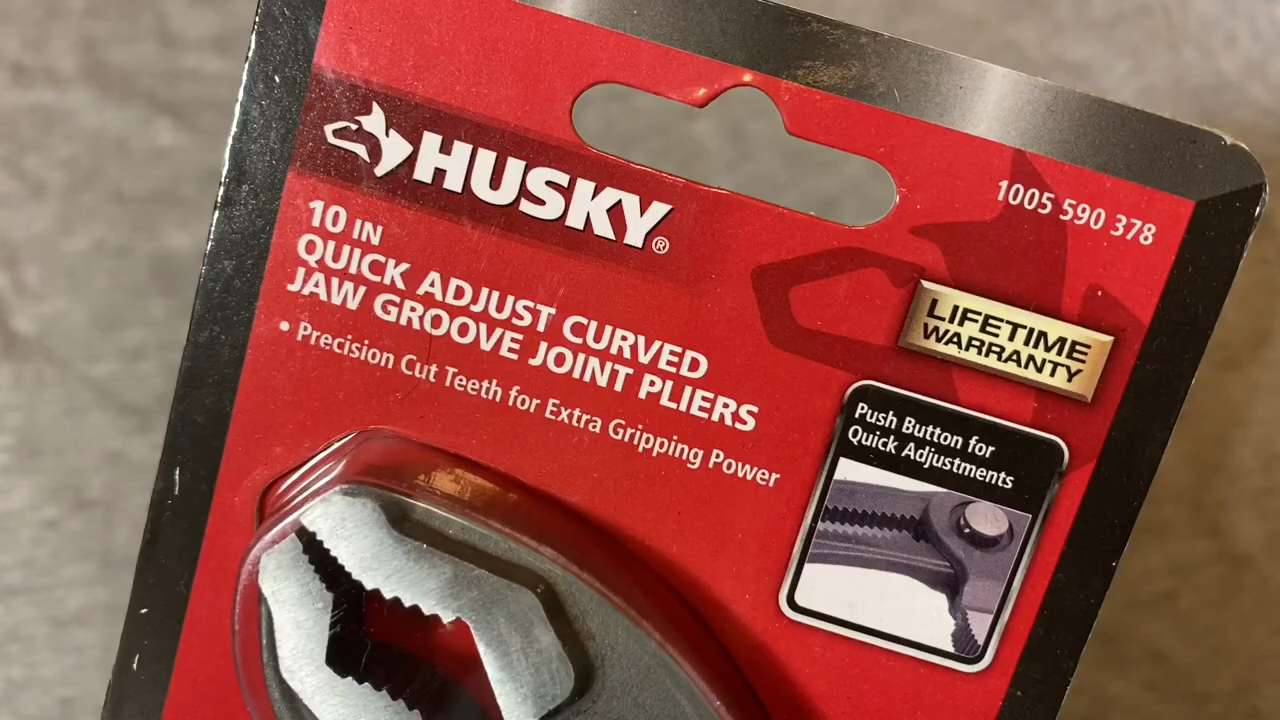 HUSKY®
1005 590 378
10 IN
QUICK ADJUST CURVED
JAW GROOVE JOINT PLIERS
• Precision Cut Teeth for Extra Gripping Power
LIFETIME
WARRANTY
Push Button for
Quick Adjustments